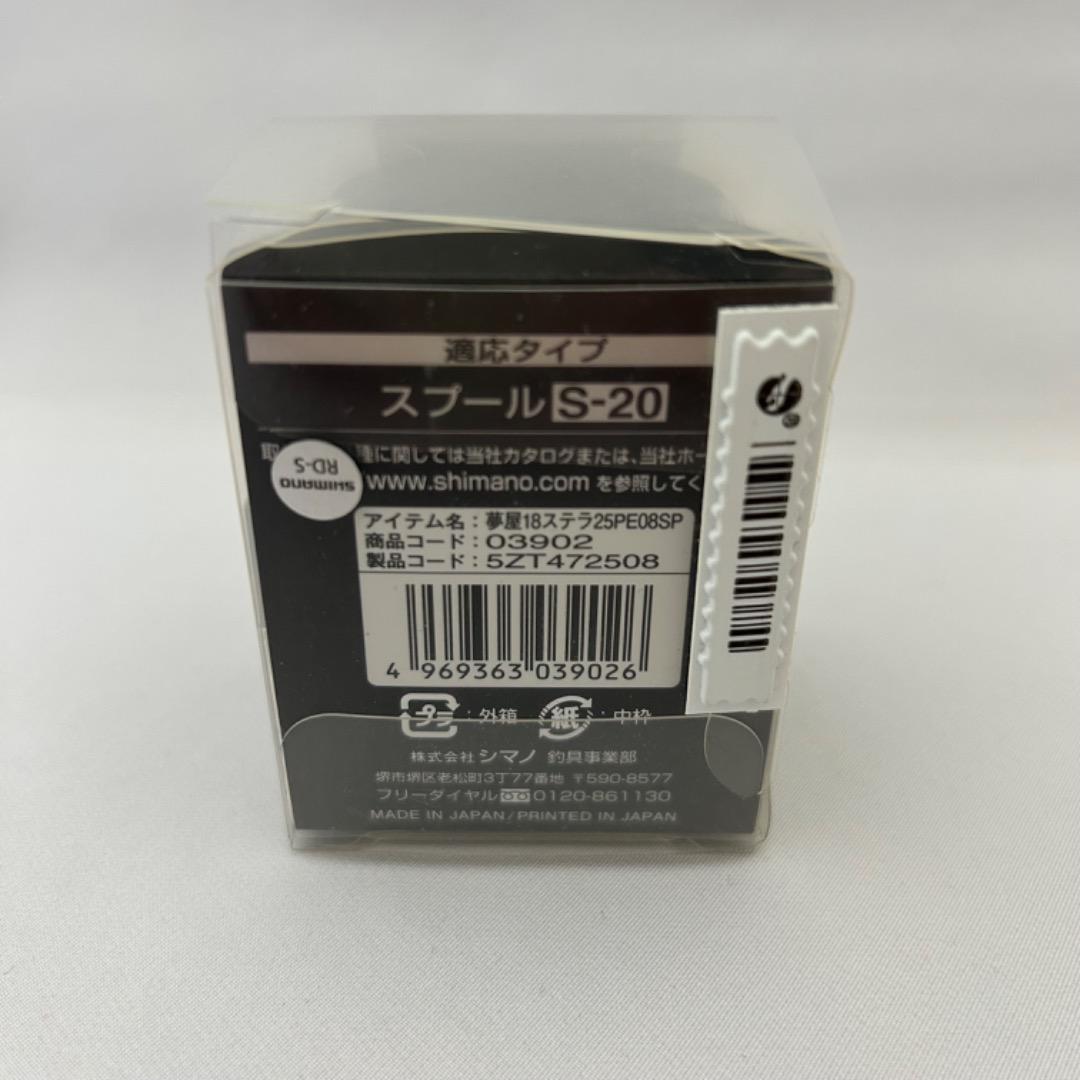 適応タイプ
スプール S-20
取 種に関しては当社カタログまたは、当社ホー
www.shimano.com を参照してく
SHIMANO
RD-S
アイテム名：夢屋18ステラ25PE08SP
商品コード：03902
製品コード：5ZT472508
4 969363 039026
プラ：外箱 紙：中枠
株式会社 シマノ 釣具事業部
堺市堺区老松町3丁77番地 〒590-8577
フリーダイヤル 0120-861130
MADE IN JAPAN/PRINTED IN JAPAN